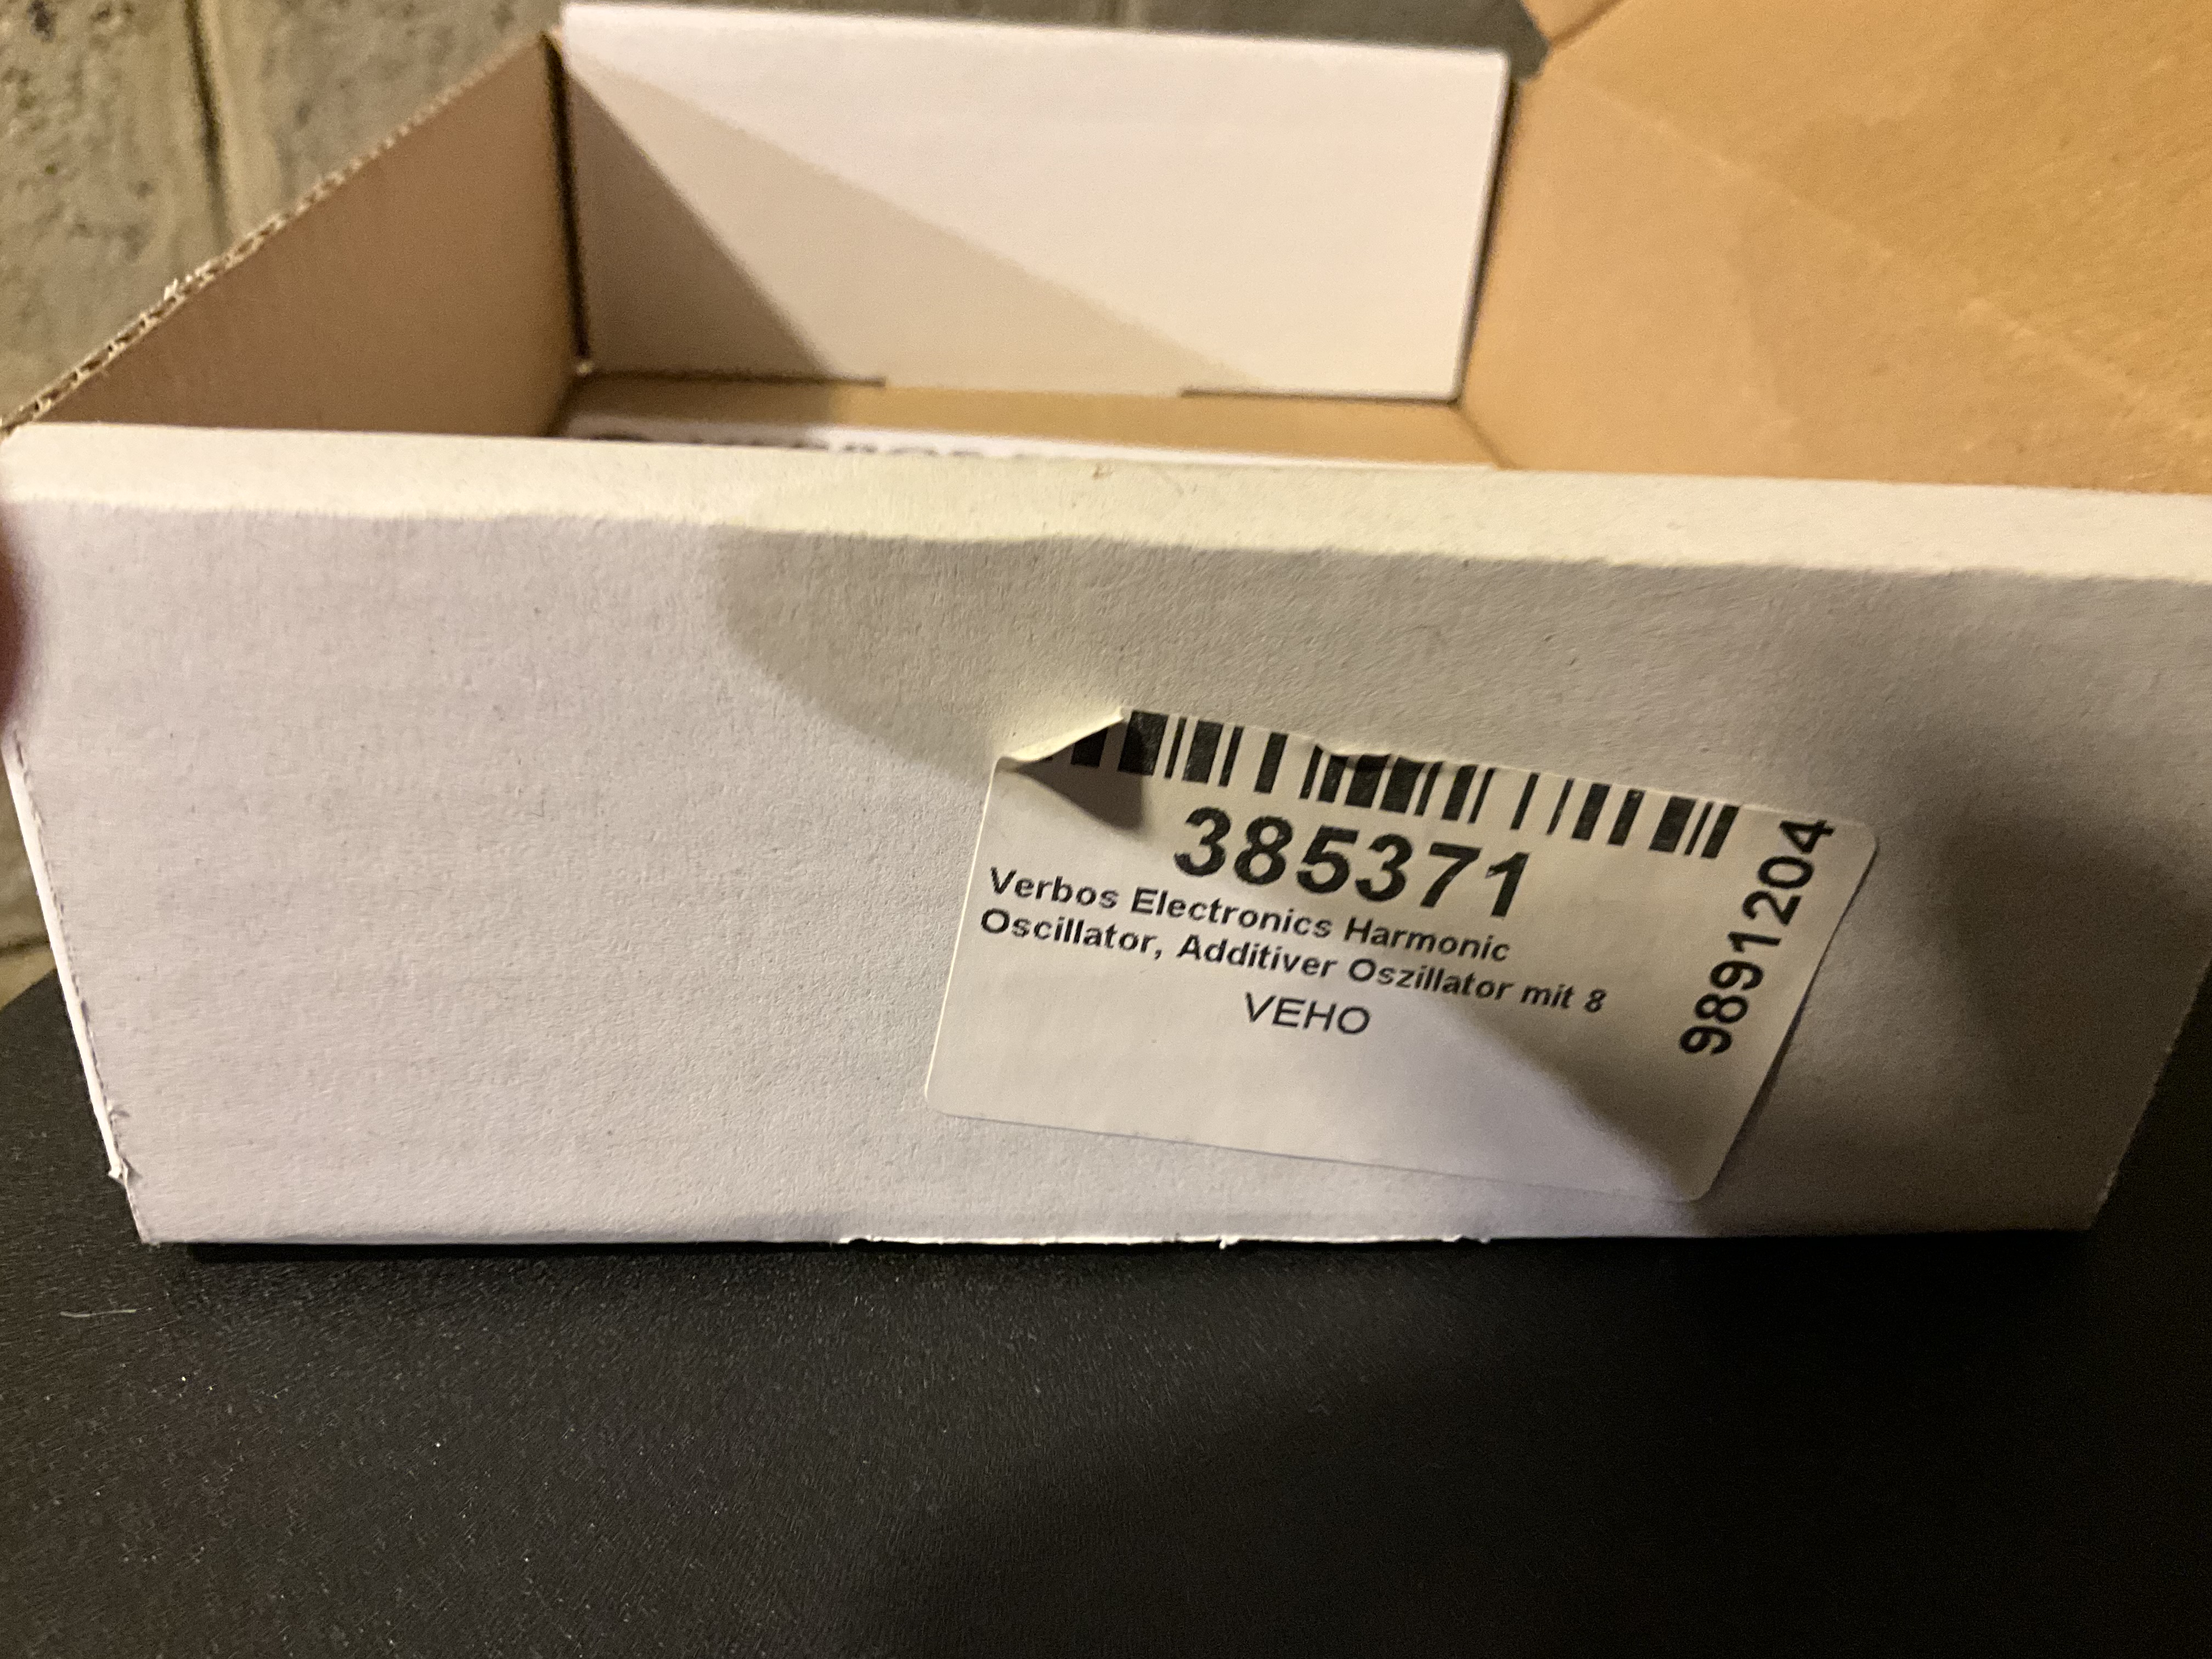 385371
Verbos Electronics Harmonic
Oscillator, Additiver Oszillator mit 8
VEHO
9891204